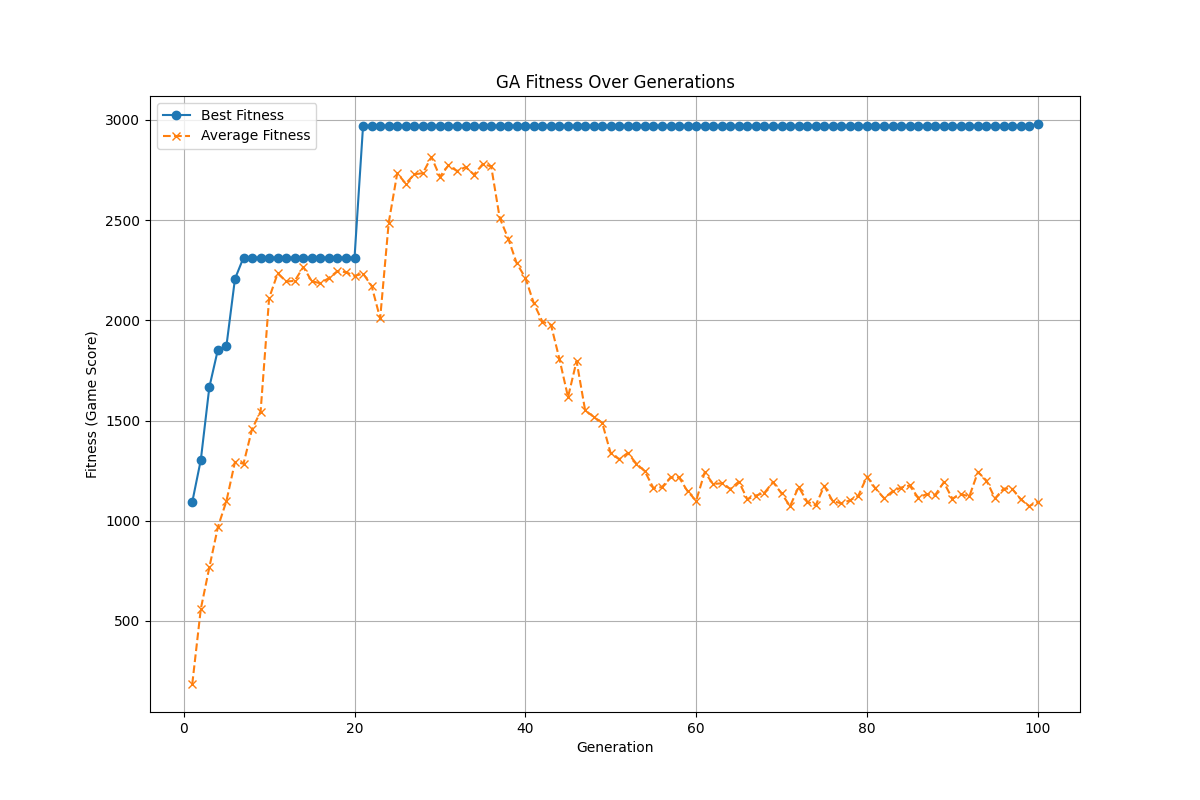 GA Fitness Over Generations
Best Fitness
Average Fitness
3000
2500
2000
1500
1000
500
Fitness (Game Score)
0 20 40 60 80 100
Generation